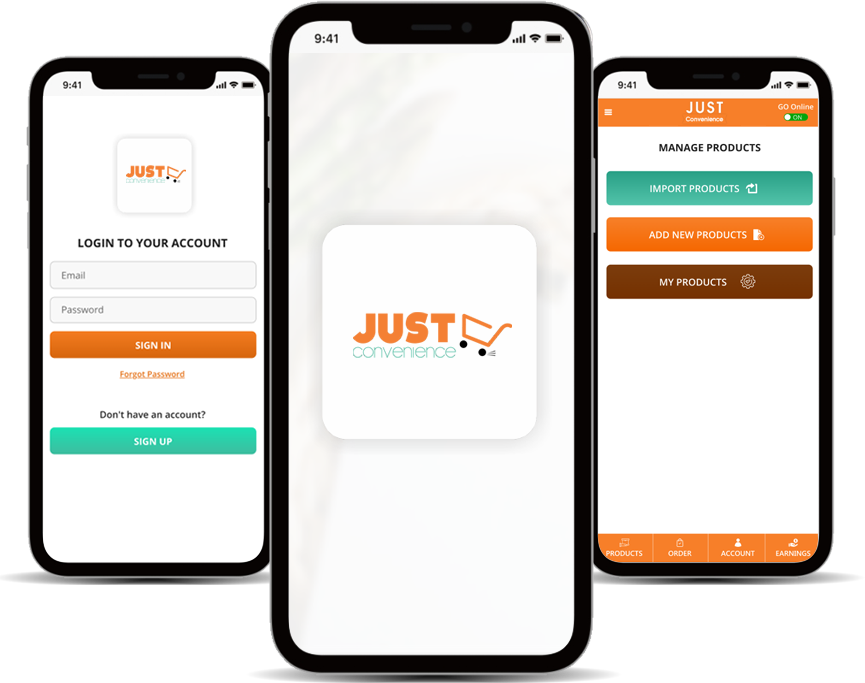 9:41
JUST
convenience
LOGIN TO YOUR ACCOUNT
Email
Password
SIGN IN
Forgot Password
Don't have an account?
SIGN UP
9:41
JUST
convenience
9:41
JUST
Convenience
GO Online
ON
MANAGE PRODUCTS
IMPORT PRODUCTS
ADD NEW PRODUCTS
MY PRODUCTS
PRODUCTS
ORDER
ACCOUNT
EARNINGS